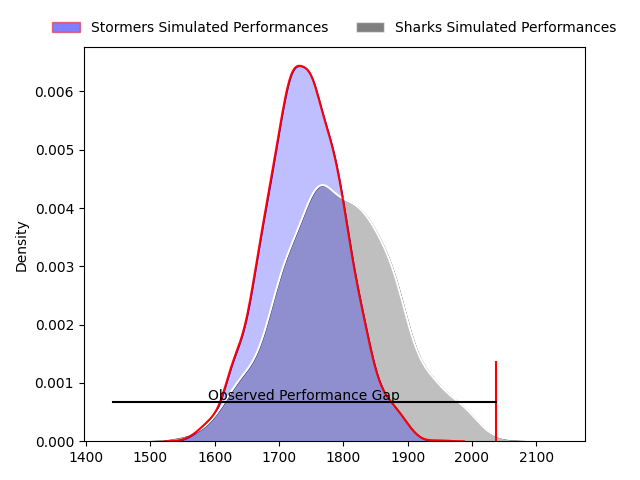 Stormers Simulated Performances Sharks Simulated Performances
0.006
0.005
0.004
0.003
0.002
0.001
0.000
Density
Observed Performance Gap
1400 1500 1600 1700 1800 1900 2000 2100